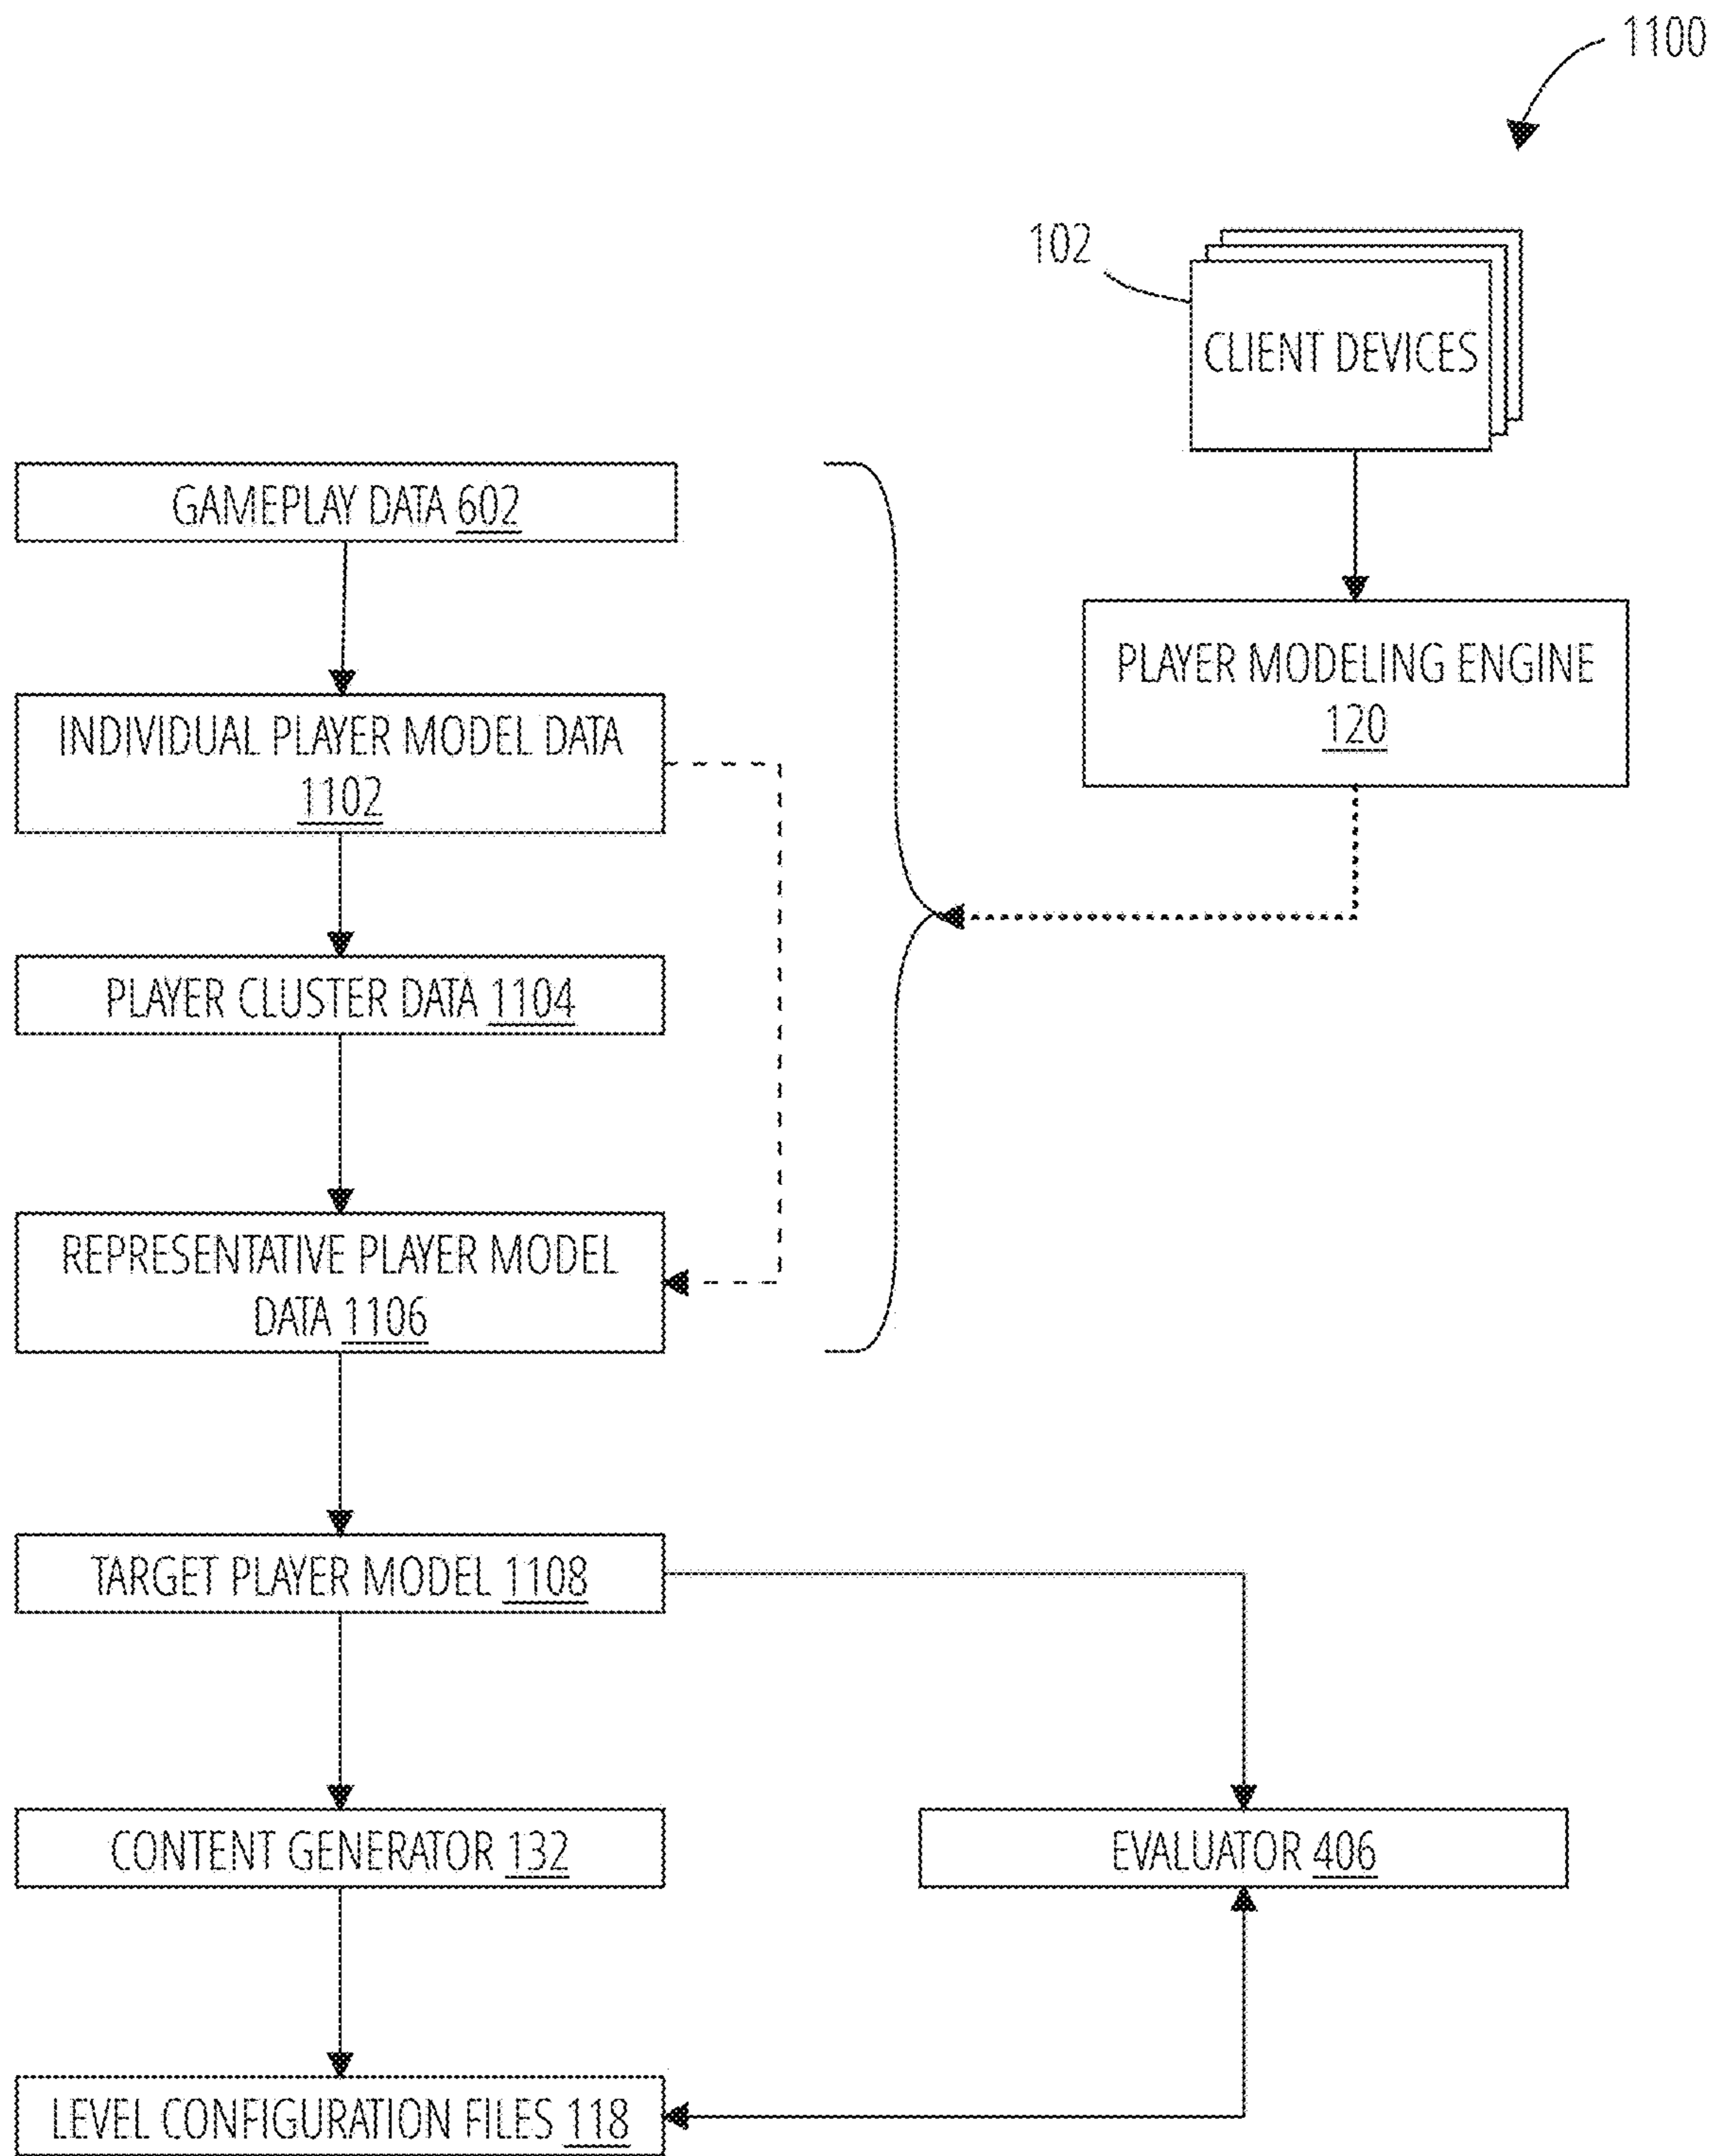 1100
102
CLIENT DEVICES
GAMEPLAY DATA 602
PLAYER MODELING ENGINE
120
INDIVIDUAL PLAYER MODEL DATA
1102
PLAYER CLUSTER DATA 1104
REPRESENTATIVE PLAYER MODEL
DATA 1106
TARGET PLAYER MODEL 1108
CONTENT GENERATOR 132
EVALUATOR 406
LEVEL CONFIGURATION FILES 118